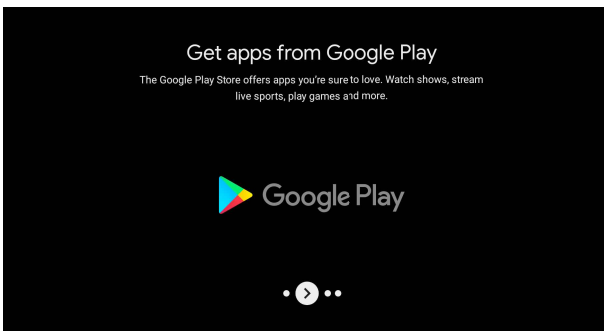 Get apps from Google Play
The Google Play Store offers apps you're sure to love. Watch shows, stream
live sports, play games and more.
Google Play